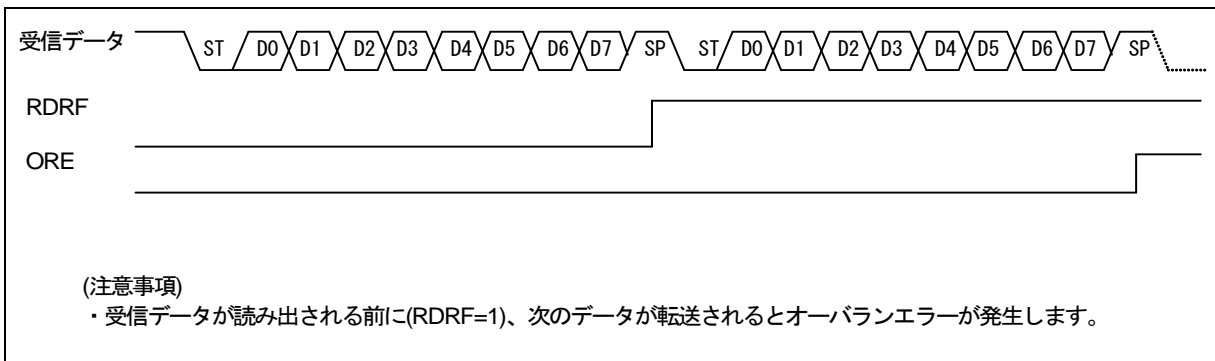 受信データ ST D0 D1 D2 D3 D4 D5 D6 D7 SP ST D0 D1 D2 D3 D4 D5 D6 D7 SP
RDRF
ORE
(注意事項)
・受信データが読み出される前に(RDRF=1)、次のデータが転送されるとオーバランエラーが発生します。